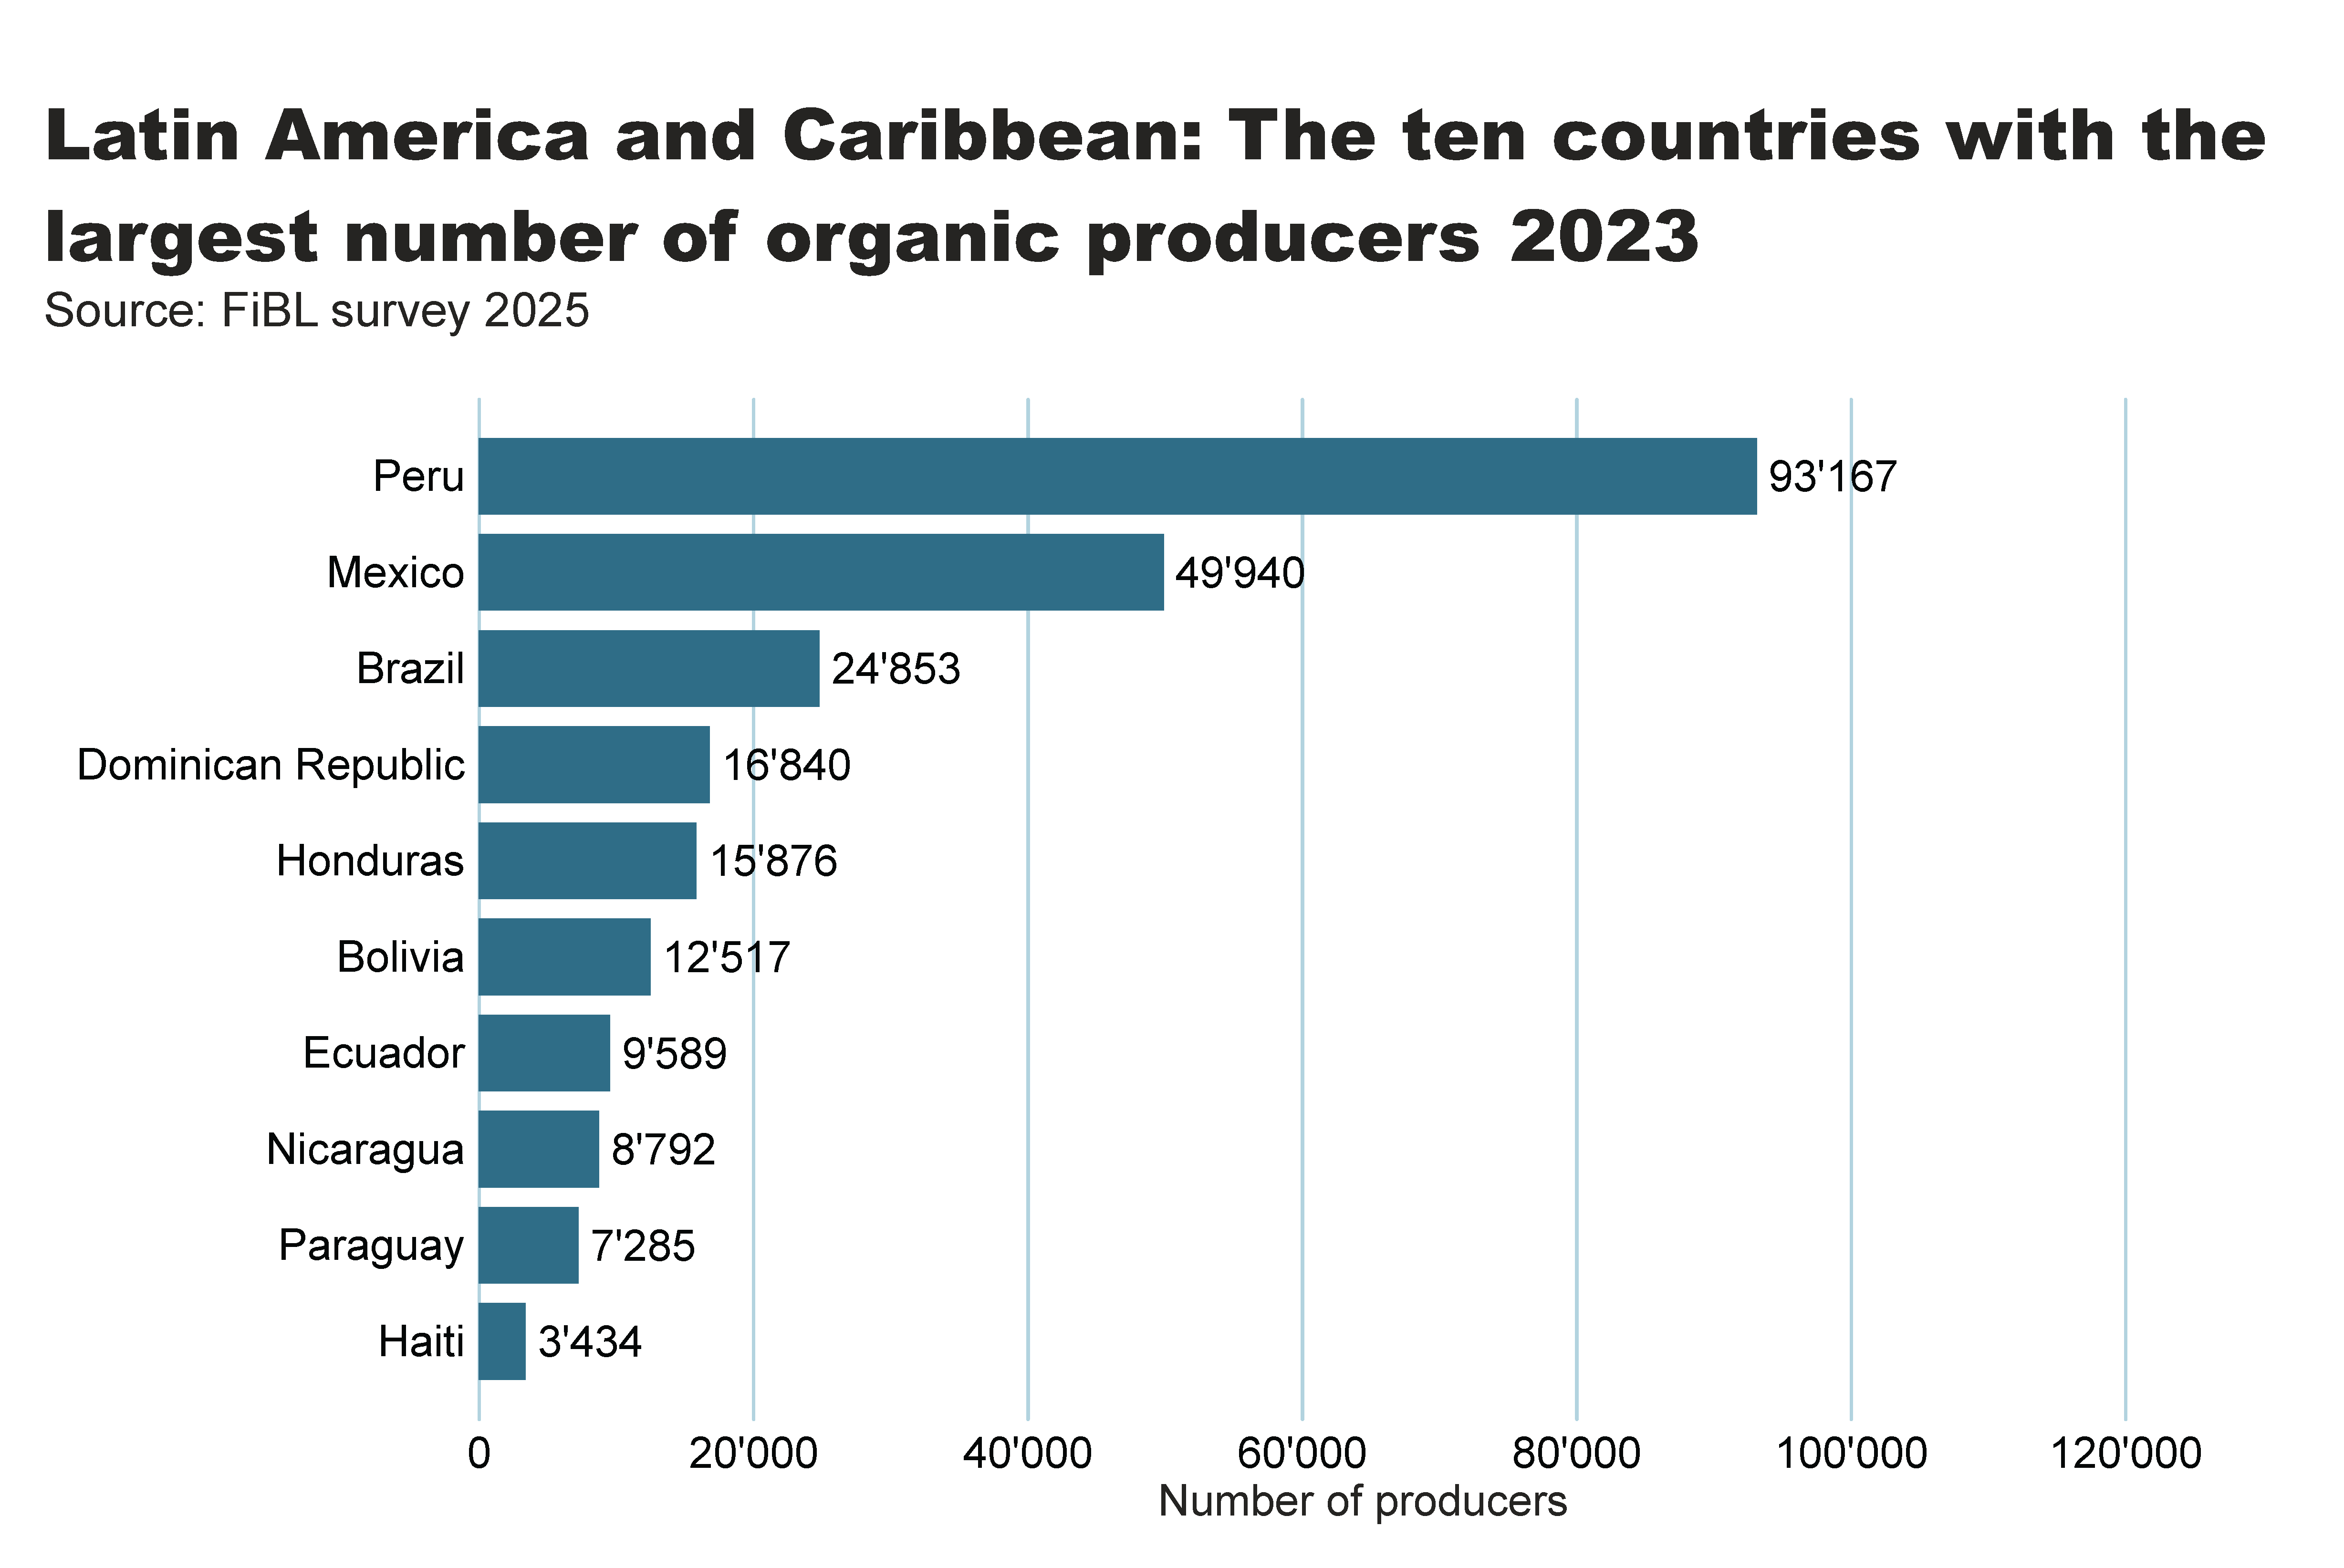 Latin America and Caribbean: The ten countries with the
largest number of organic producers 2023
Source: FiBL survey 2025
Peru 93'167
Mexico 49'940
Brazil 24'853
Dominican Republic 16'840
Honduras 15'876
Bolivia 12'517
Ecuador 9'589
Nicaragua 8'792
Paraguay 7'285
Haiti 3'434
0 20'000 40'000 60'000 80'000 100'000 120'000
Number of producers